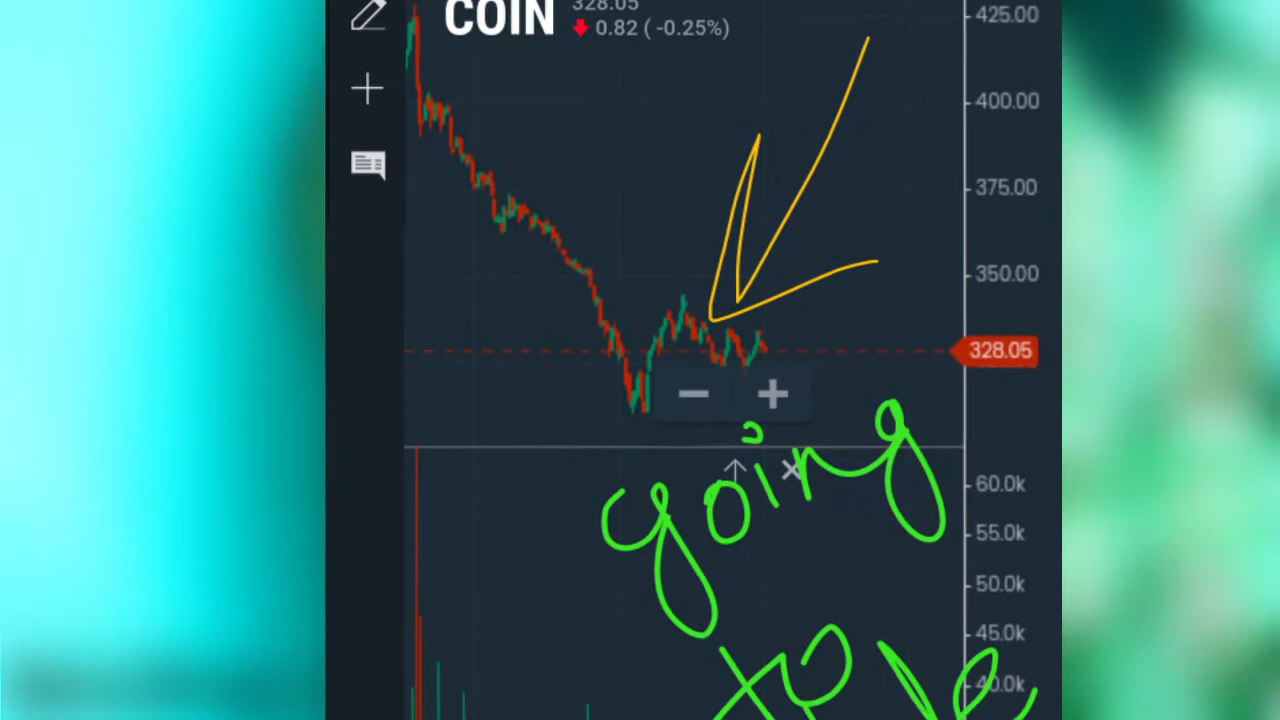 328.05
COIN
0.82 ( -0.25%)
425.00
400.00
375.00
350.00
328.05
going
60.0k
55.0k
50.0k
45.0k
to
40.0k